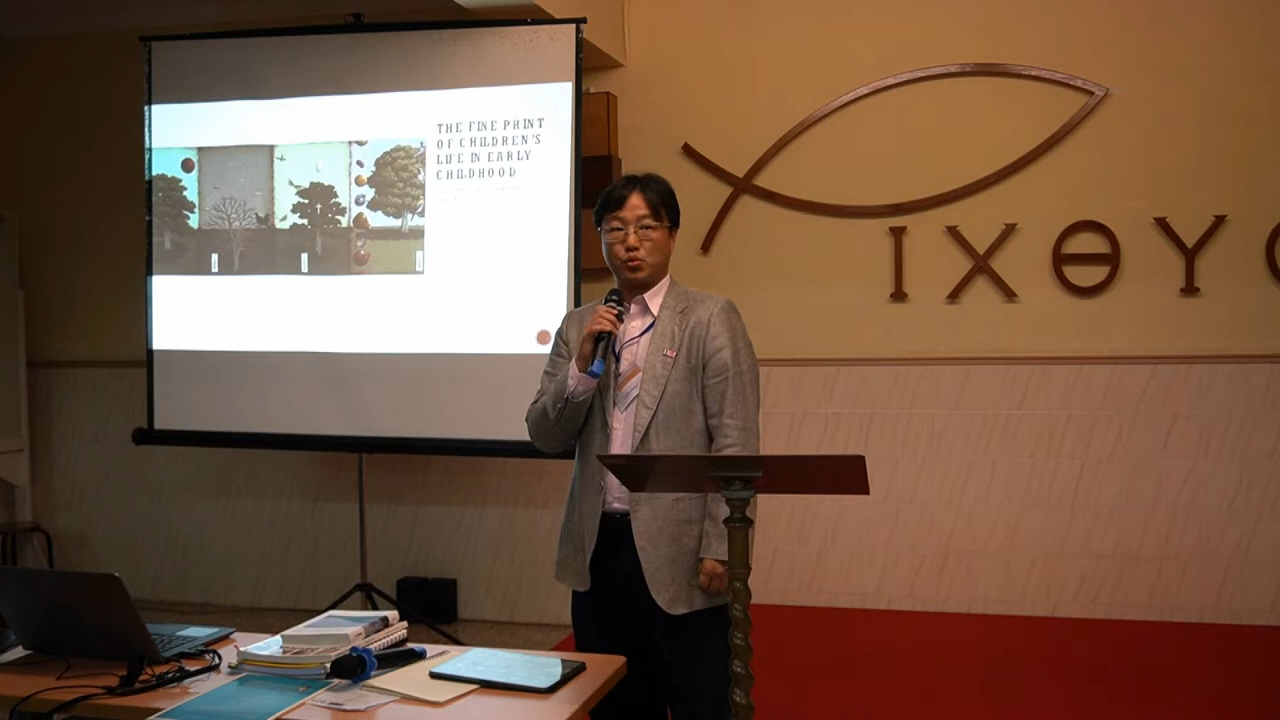 THE FINE PRINT
OF CHILDREN'S
LIFE IN EARLY
CHILDHOOD
ΙΧΘΥ